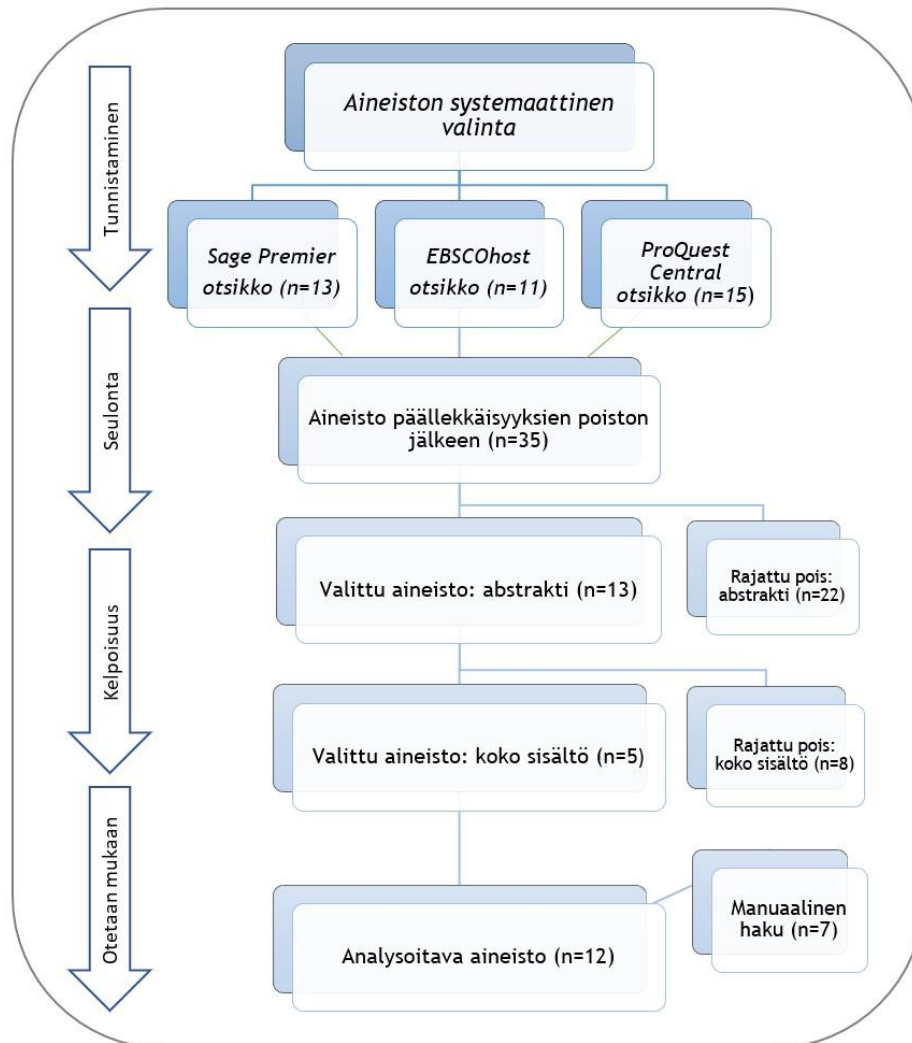 Tunnistaminen
Aineiston systemaattinen
valinta
Sage Premier
otsikko (n=13)
EBSCOhost
otsikko (n=11)
ProQuest
Central
otsikko (n=15)
Seulonta
Aineisto päällekkäisyyksien poiston
jälkeen (n=35)
Kelpoisuus
Valittu aineisto: abstrakti (n=13)
Rajattu pois:
abstrakti (n=22)
Valittu aineisto: koko sisältö (n=5)
Rajattu pois:
koko sisältö (n=8)
Otetaan mukaan
Manuaalinen
haku (n=7)
Analysoitava aineisto (n=12)